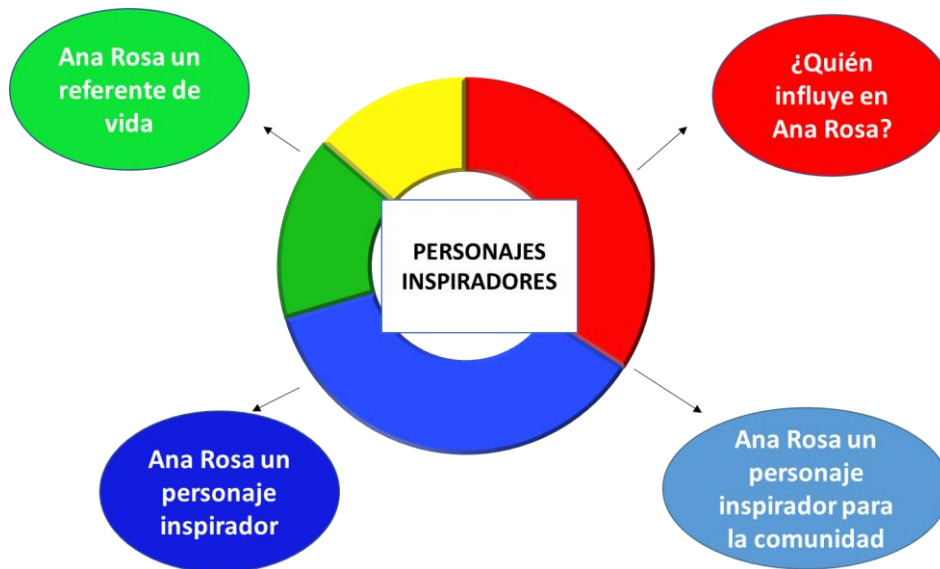 Ana Rosa un
referente de
vida
¿Quién
influye en
Ana Rosa?
PERSONAJES
INSPIRADORES
Ana Rosa un
personaje
inspirador
Ana Rosa un
personaje
inspirador para
la comunidad